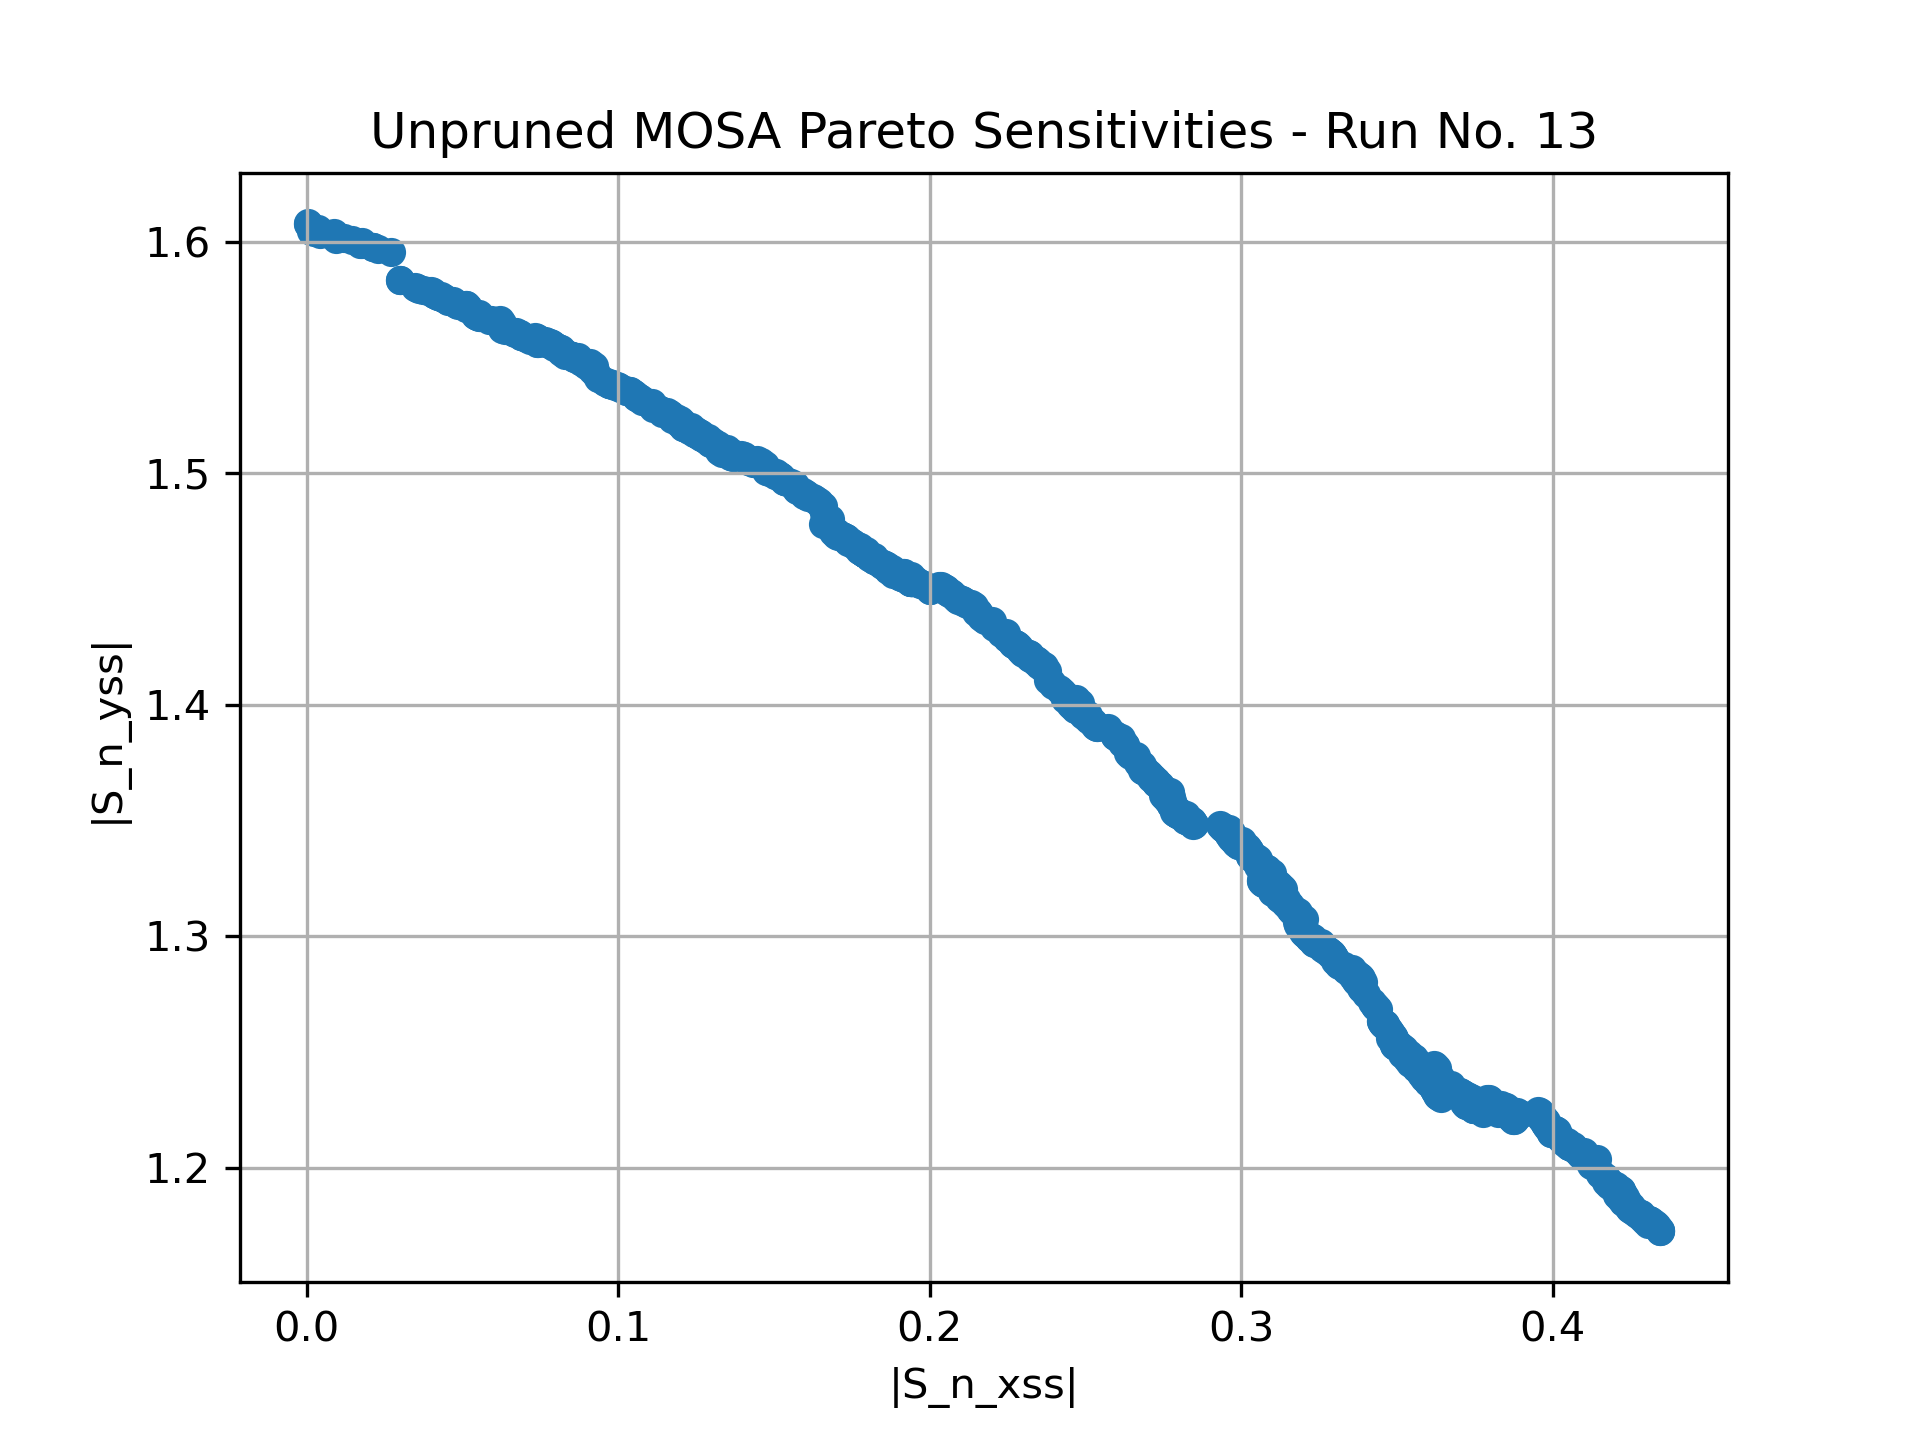 Unpruned MOSA Pareto Sensitivities - Run No. 13
|S_n_yss|
1.6
1.5
1.4
1.3
1.2
0.0 0.1 0.2 0.3 0.4
|S_n_xss|